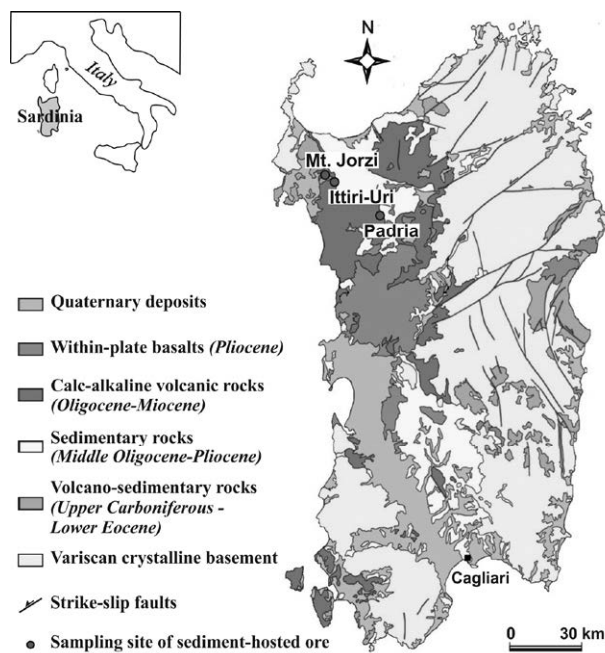 Italy
Sardinia
N
Mt. Jorzi
Ittiri-Uri
Padria
Quaternary deposits
Within-plate basalts (Pliocene)
Calc-alkaline volcanic rocks
(Oligocene-Miocene)
Sedimentary rocks
(Middle Oligocene-Pliocene)
Volcano-sedimentary rocks
(Upper Carboniferous -
Lower Eocene)
Variscan crystalline basement
Strike-slip faults
Sampling site of sediment-hosted ore
Cagliari
0 30 km